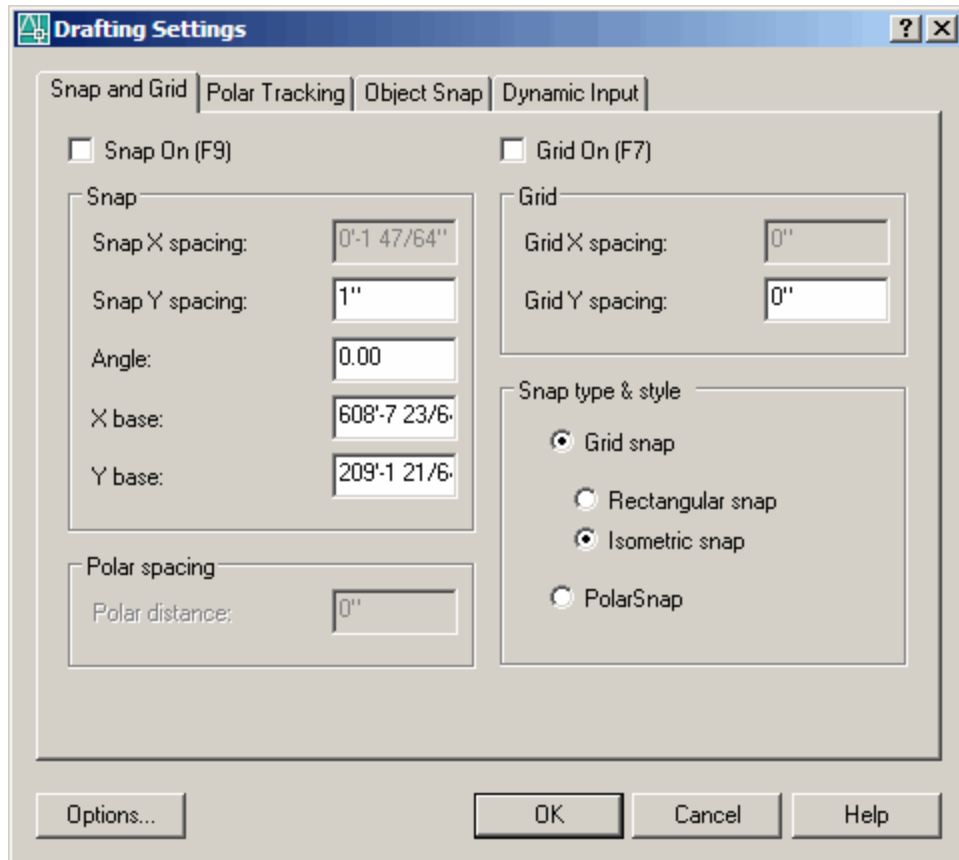 Drafting Settings
Snap and Grid
Polar Tracking
Object Snap
Dynamic Input
Snap On (F9)
Snap
Snap X spacing: 0'-1 47/64"
Snap Y spacing: 1"
Angle: 0.00
X base: 608'-7 23/6
Y base: 209'-1 21/6
Polar spacing
Polar distance: 0"
Grid On (F7)
Grid
Grid X spacing: 0"
Grid Y spacing: 0"
Snap type & style
Grid snap
Rectangular snap
Isometric snap
PolarSnap
Options...
OK
Cancel
Help